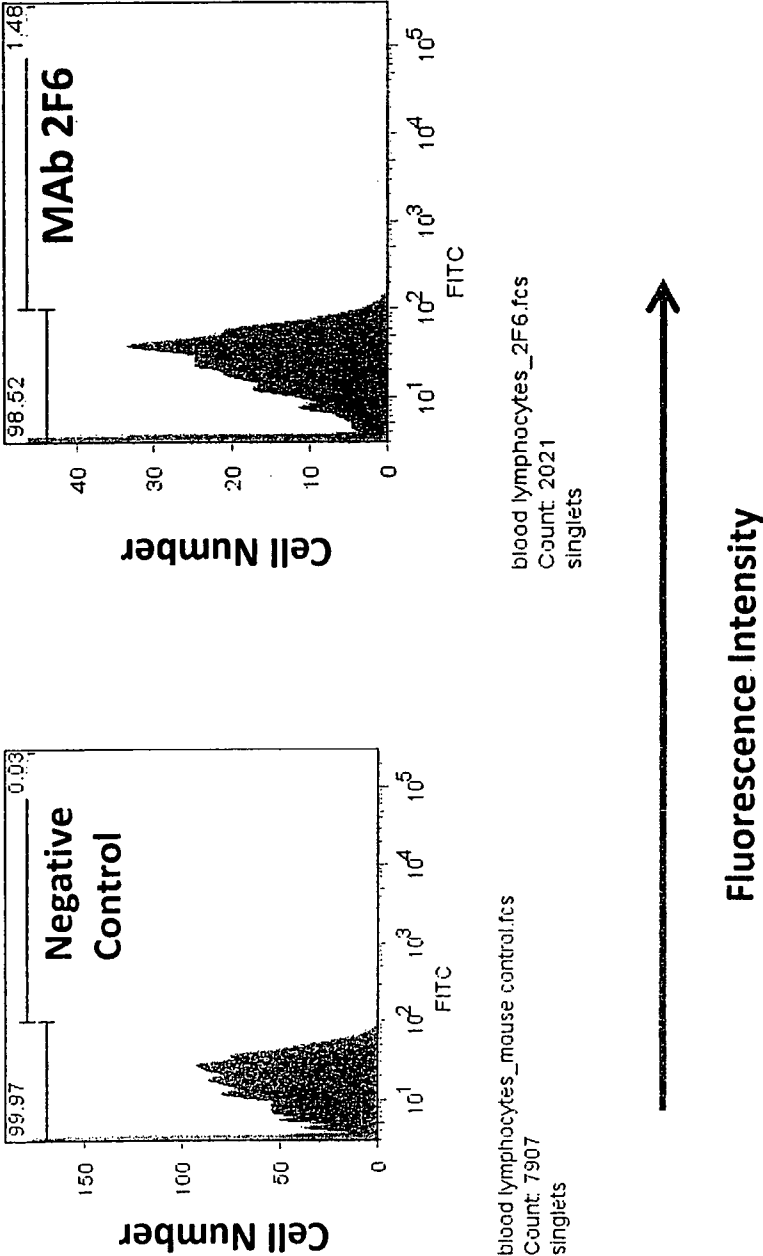 99.97
0.03
Negative
Control
Cell Number
150
100
50
0
10¹
10²
10³
10⁴
10⁵
FITC
blood lymphocytes_mouse control.fcs
Count: 7907
singlets
98.52
1.48
MAb 2F6
Cell Number
40
30
20
10
0
10¹
10²
10³
10⁴
10⁵
FITC
blood lymphocytes_2F6.fcs
Count: 2021
singlets
Fluorescence Intensity